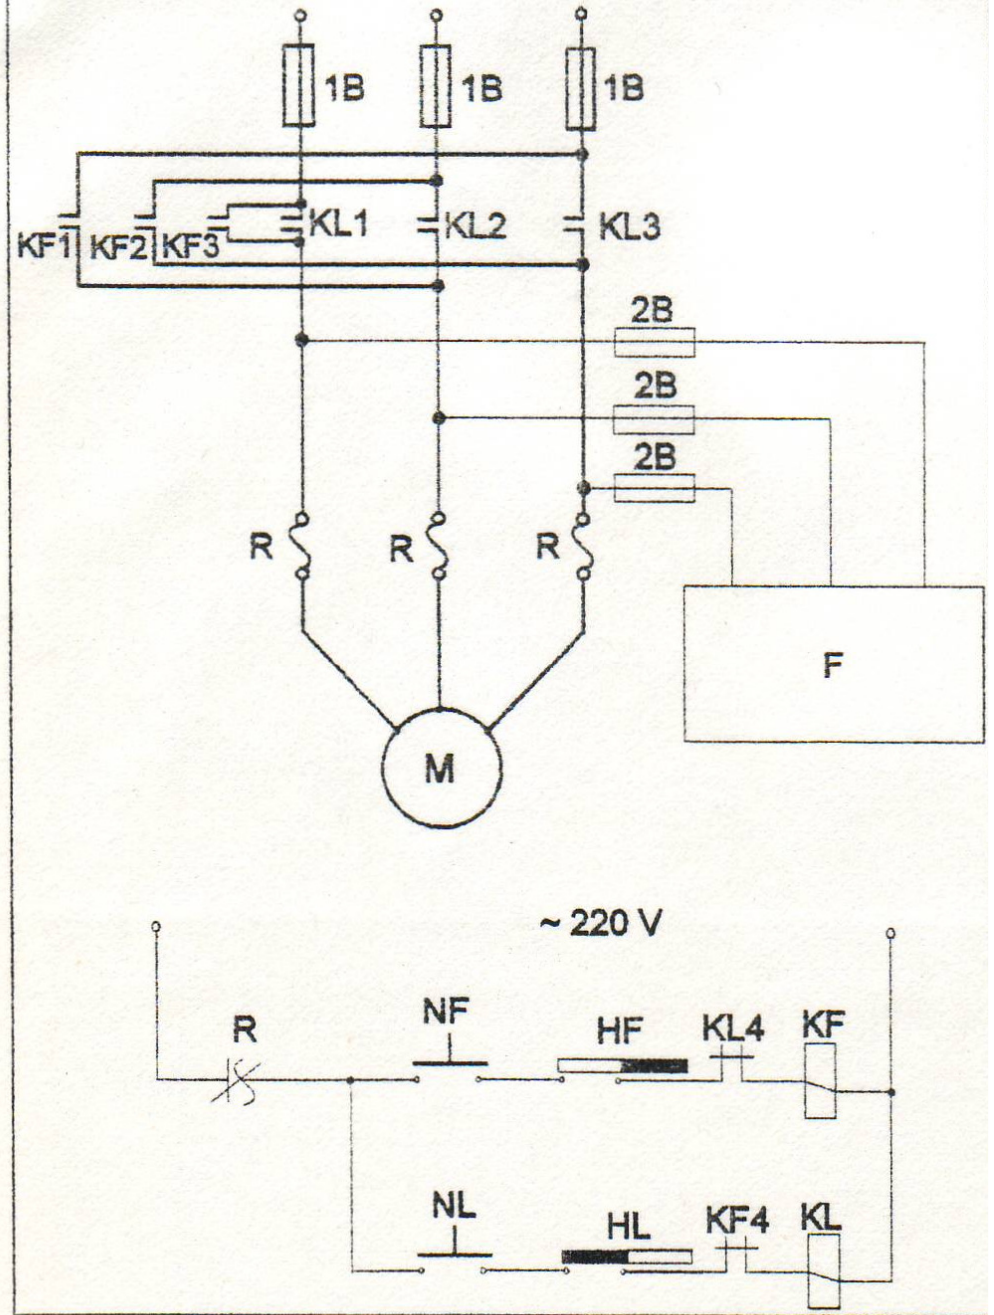 1B 1B 1B
KF1 KF2 KF3 KL1 KL2 KL3
2B
2B
2B
R R R
F
M
~ 220 V
R NF HF KL4 KF
NL HL KF4 KL